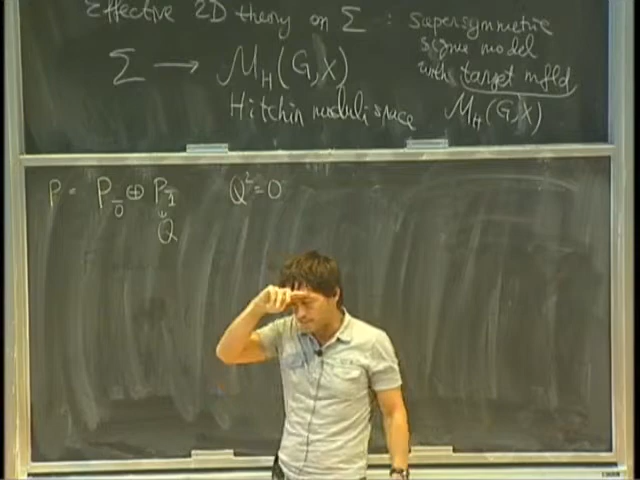 Effective 2D theory on Σ : supersymmetric
sigma model
with target mfld
Σ → M_H(G,X)
M_H(G,X)
Hitchin moduli space
P = P_0̄ ⊕ P_1̄ Q²=0
Q